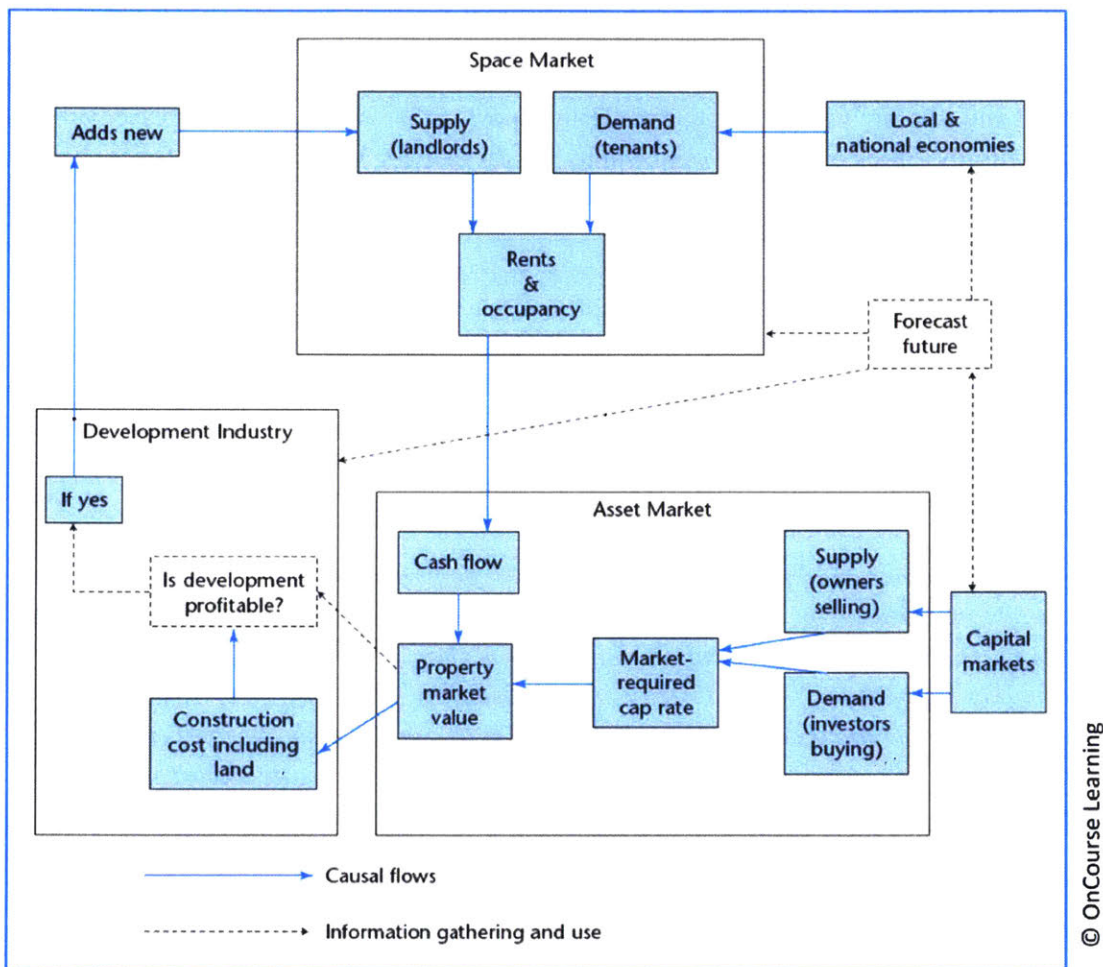 Space Market
Adds new
Supply
(landlords)
Demand
(tenants)
Local &
national economies
Rents
&
occupancy
Forecast
future
Development Industry
If yes
Is development
profitable?
Construction
cost including
land
Asset Market
Cash flow
Property
market
value
Market-
required
cap rate
Supply
(owners
selling)
Demand
(investors
buying)
Capital
markets
Causal flows
Information gathering and use
© OnCourse Learning